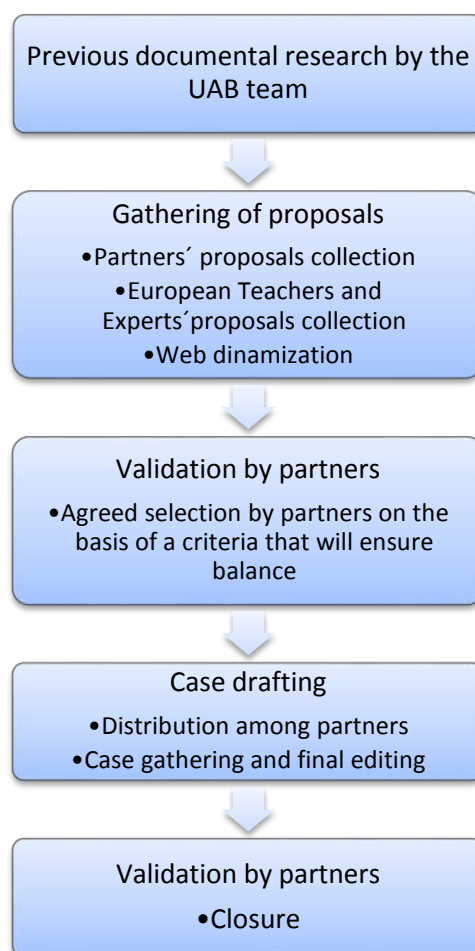 Previous documental research by the
UAB team
Gathering of proposals
•Partners´ proposals collection
•European Teachers and
Experts´proposals collection
•Web dinamization
Validation by partners
•Agreed selection by partners on the
basis of a criteria that will ensure
balance
Case drafting
•Distribution among partners
•Case gathering and final editing
Validation by partners
•Closure